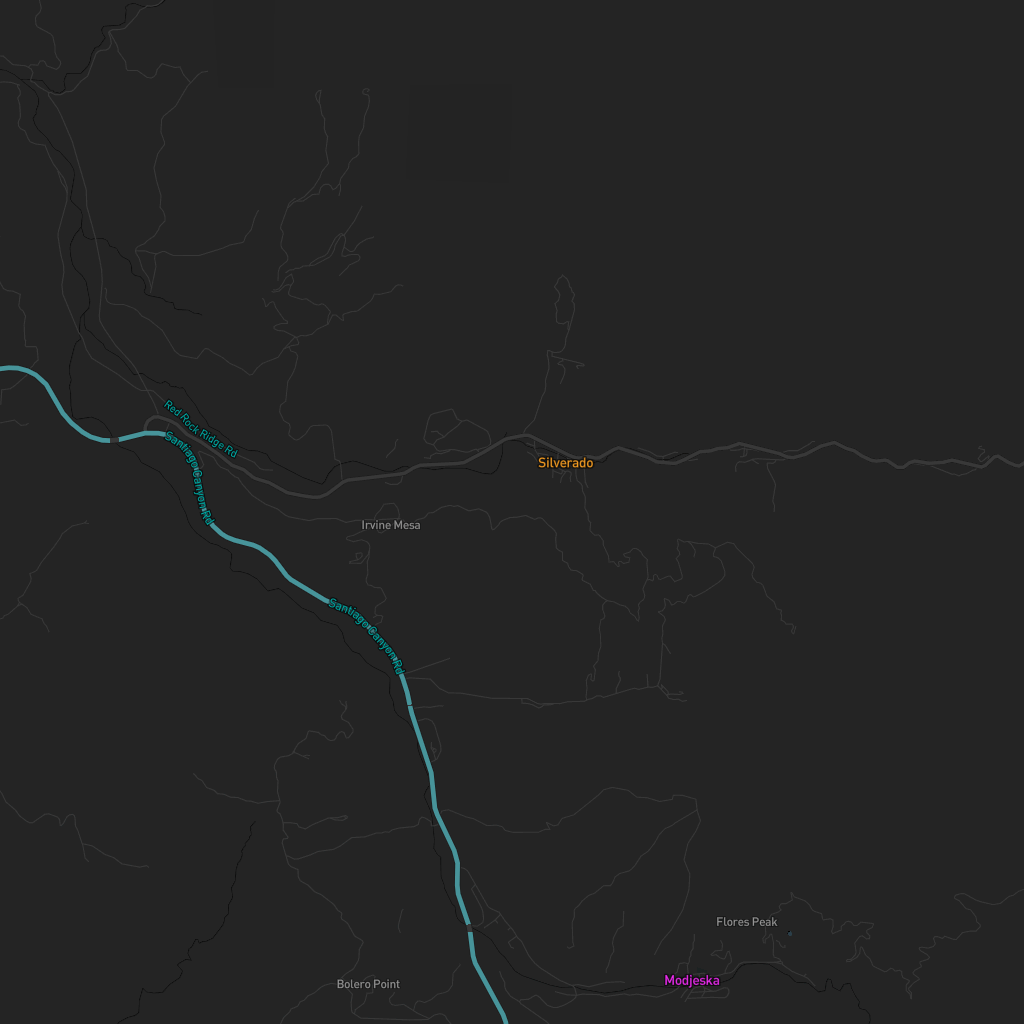 Red Rock Ridge Rd
Santiago Canyon Rd
Silverado
Irvine Mesa
Santiago Canyon Rd
Flores Peak
Modjeska
Bolero Point